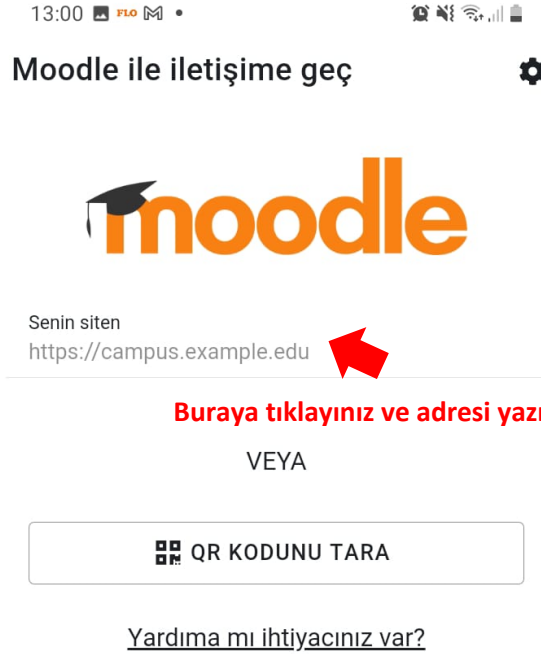 13:00 FLO
Moodle ile iletişime geç
moodle
Senin siten
https://campus.example.edu
Buraya tıklayınız ve adresi
VEYA
QR KODUNU TARA
Yardıma mı ihtiyacınız var?